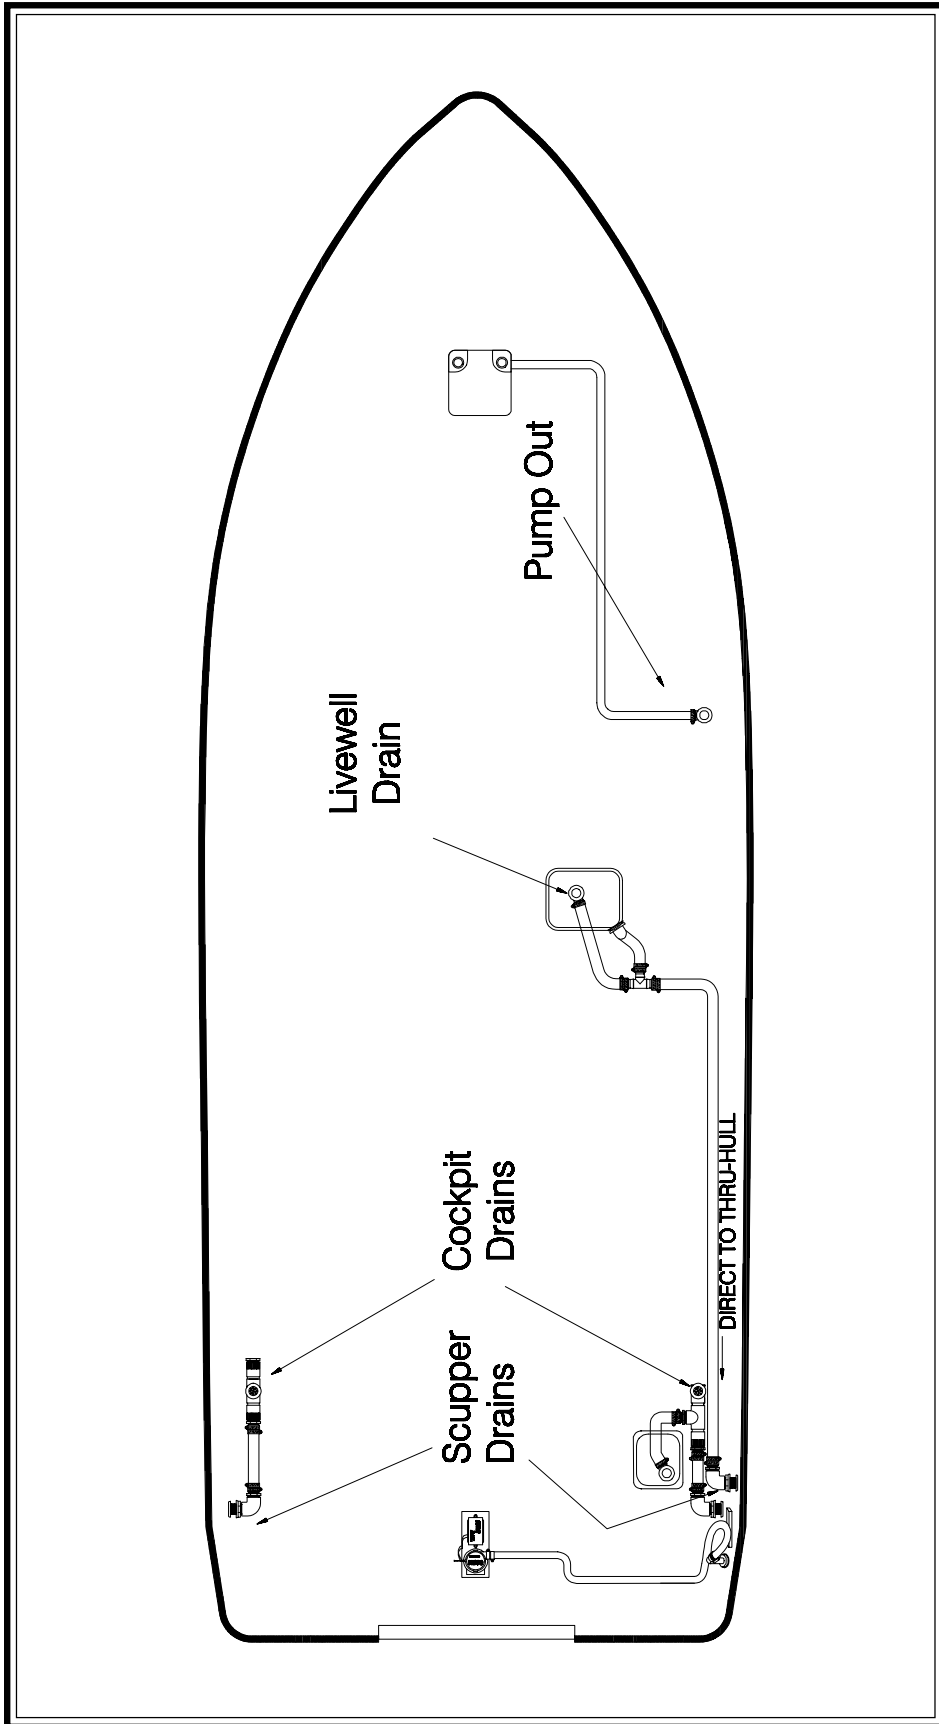 Pump Out
Livewell
Drain
Cockpit
Drains
DIRECT TO THRU-HULL
Scupper
Drains